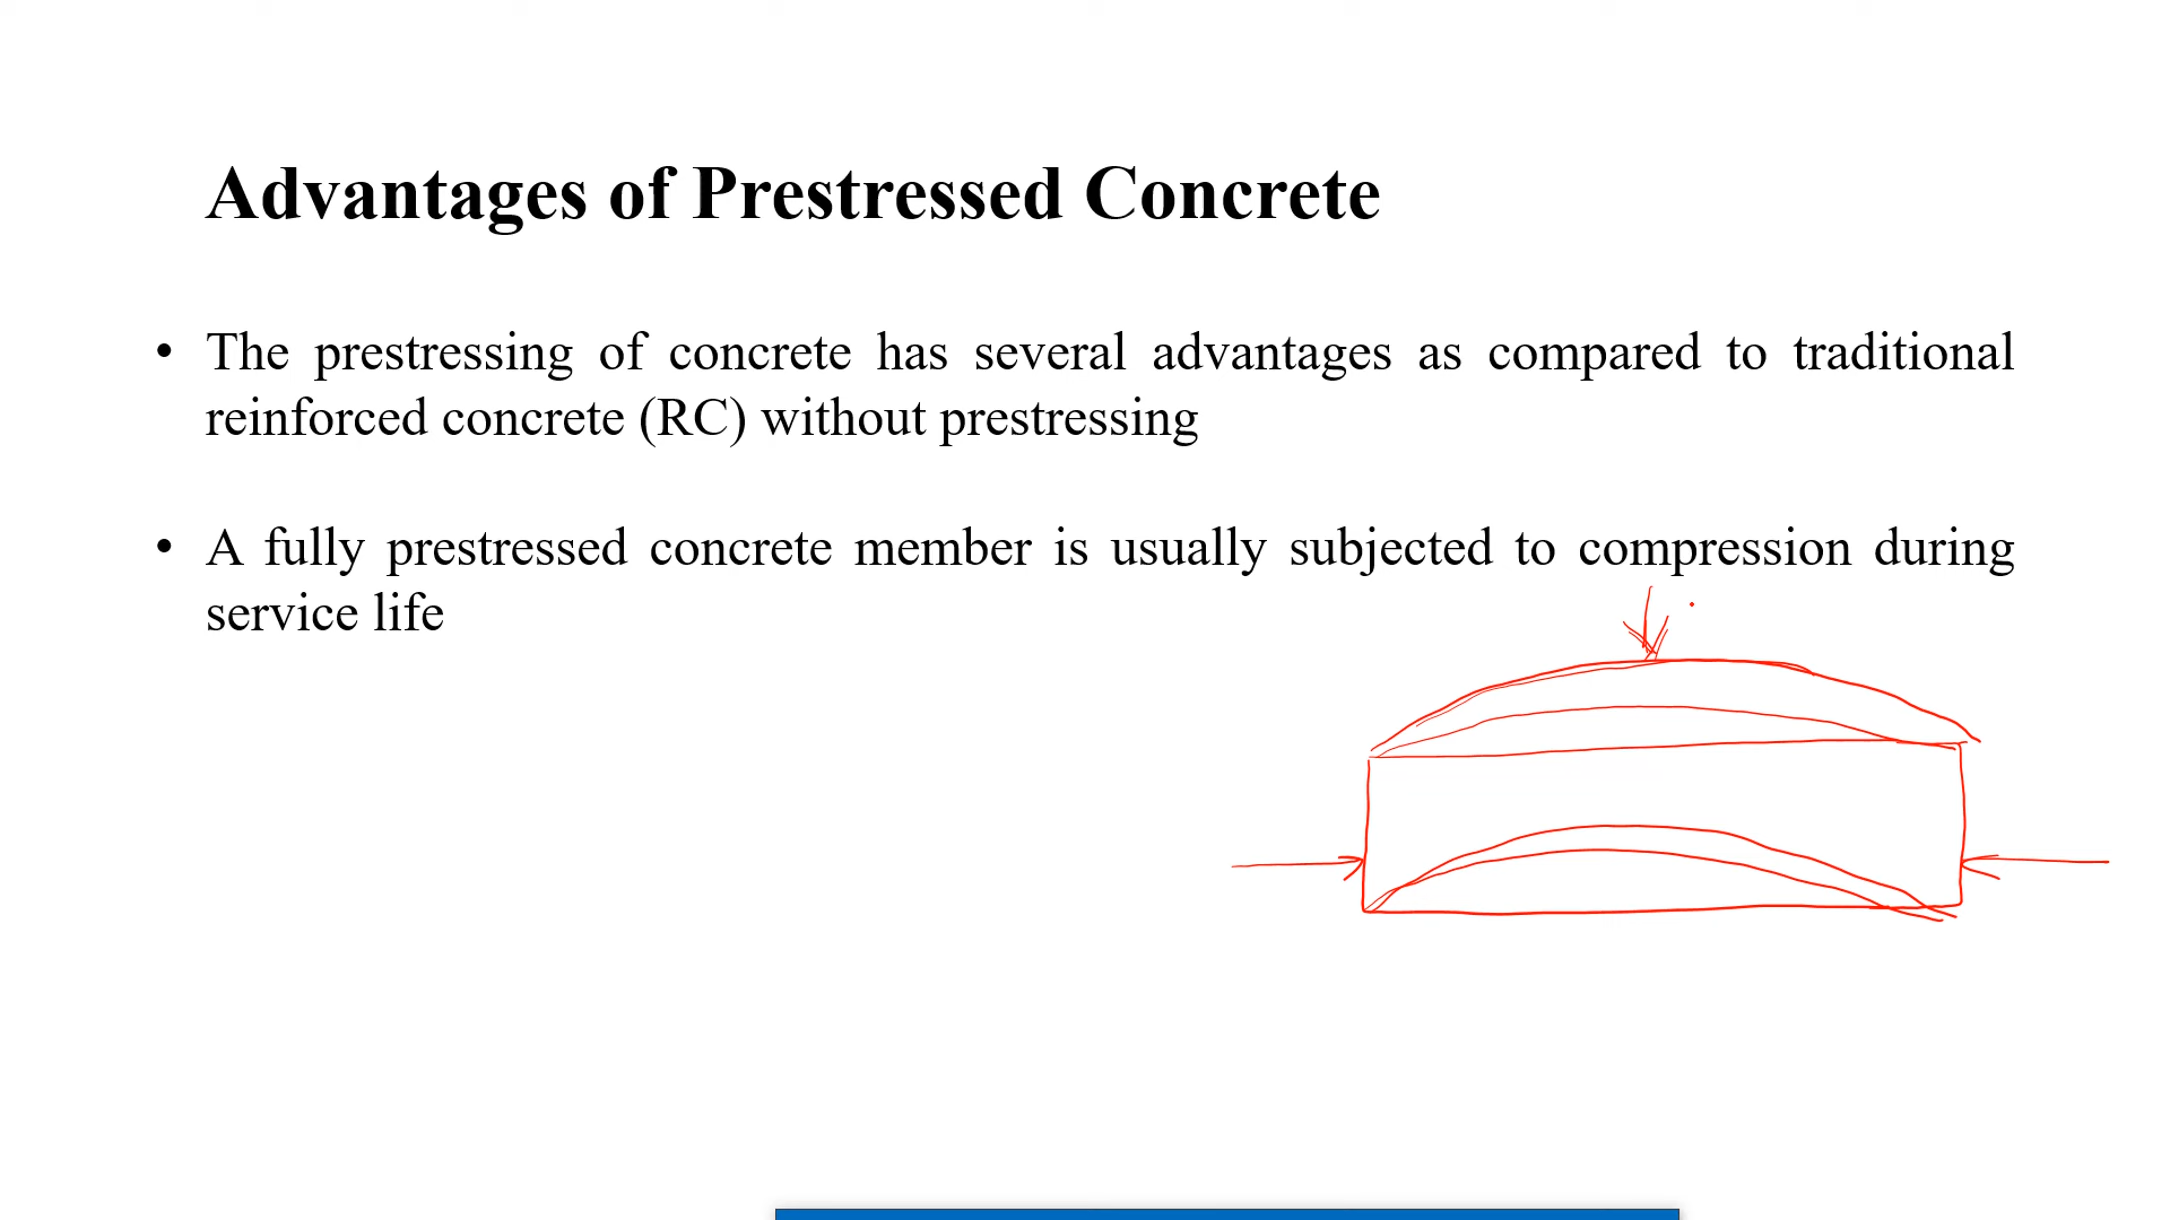 Advantages of Prestressed Concrete
• The prestressing of concrete has several advantages as compared to traditional
reinforced concrete (RC) without prestressing
• A fully prestressed concrete member is usually subjected to compression during
service life